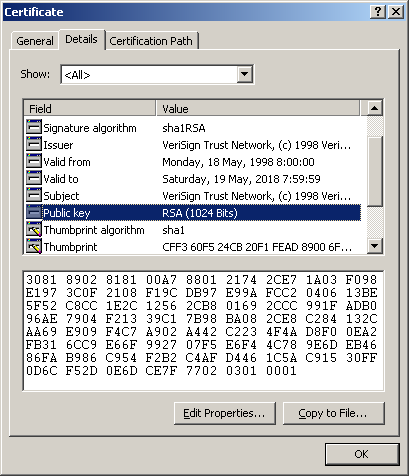 Certificate
General Details Certification Path
Show: <All>
Field Value
Signature algorithm sha1RSA
Issuer VeriSign Trust Network, (c) 1998 Veri...
Valid from Monday, 18 May, 1998 8:00:00
Valid to Saturday, 19 May, 2018 7:59:59
Subject VeriSign Trust Network, (c) 1998 Veri...
Public key RSA (1024 Bits)
Thumbprint algorithm sha1
Thumbprint CFF3 60F5 24CB 20F1 FEAD 8900 6F...
3081 8902 8181 00A7 8801 2174 2CE7 1A03 F098
E197 3C0F 2108 F19C DB97 E99A FCC2 0406 13BE
5F52 C8CC 1E2C 1256 2CB8 0169 2CCC 991F ADB0
96AE 7904 F213 39C1 7B98 BA08 2CE8 C284 132C
AA69 E909 F4C7 A902 A442 C223 4F4A D8F0 0EA2
FB31 6CC9 E66F 9927 07F5 E6F4 4C78 9E6D EB46
86FA B986 C954 F2B2 C4AF D446 1C5A C915 30FF
0D6C F52D 0E6D CE7F 7702 0301 0001
Edit Properties... Copy to File...
OK